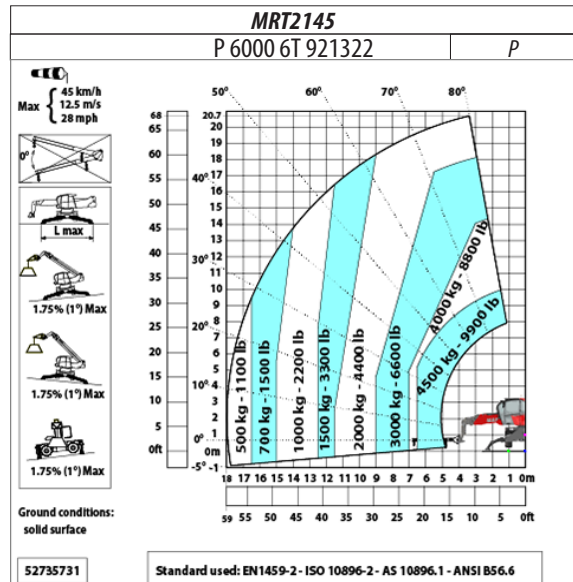 MRT2145
P 6000 6T 921322 P
Max
45 km/h
12.5 m/s
28 mph
0°
L max
1.75% (1°) Max
1.75% (1°) Max
1.75% (1°) Max
Ground conditions:
solid surface
52735731
50° 60° 70° 80°
40°
30°
20°
10°
0°
-5°
68
65
60
55
50
45
40
35
30
25
20
15
10
5
0ft
20.7
20
19
18
17
16
15
14
13
12
11
10
9
8
7
6
5
4
3
2
1
0m
-1
500 kg - 1100 lb
700 kg - 1500 lb
1000 kg - 2200 lb
1500 kg - 3300 lb
2000 kg - 4400 lb
3000 kg - 6600 lb
4000 kg - 8800 lb
4500 kg - 9900 lb
18 17 16 15 14 13 12 11 10 9 8 7 6 5 4 3 2 1 0m
59 55 50 45 40 35 30 25 20 15 10 5 0ft
Standard used: EN1459-2 - ISO 10896-2 - AS 10896.1 - ANSI B56.6